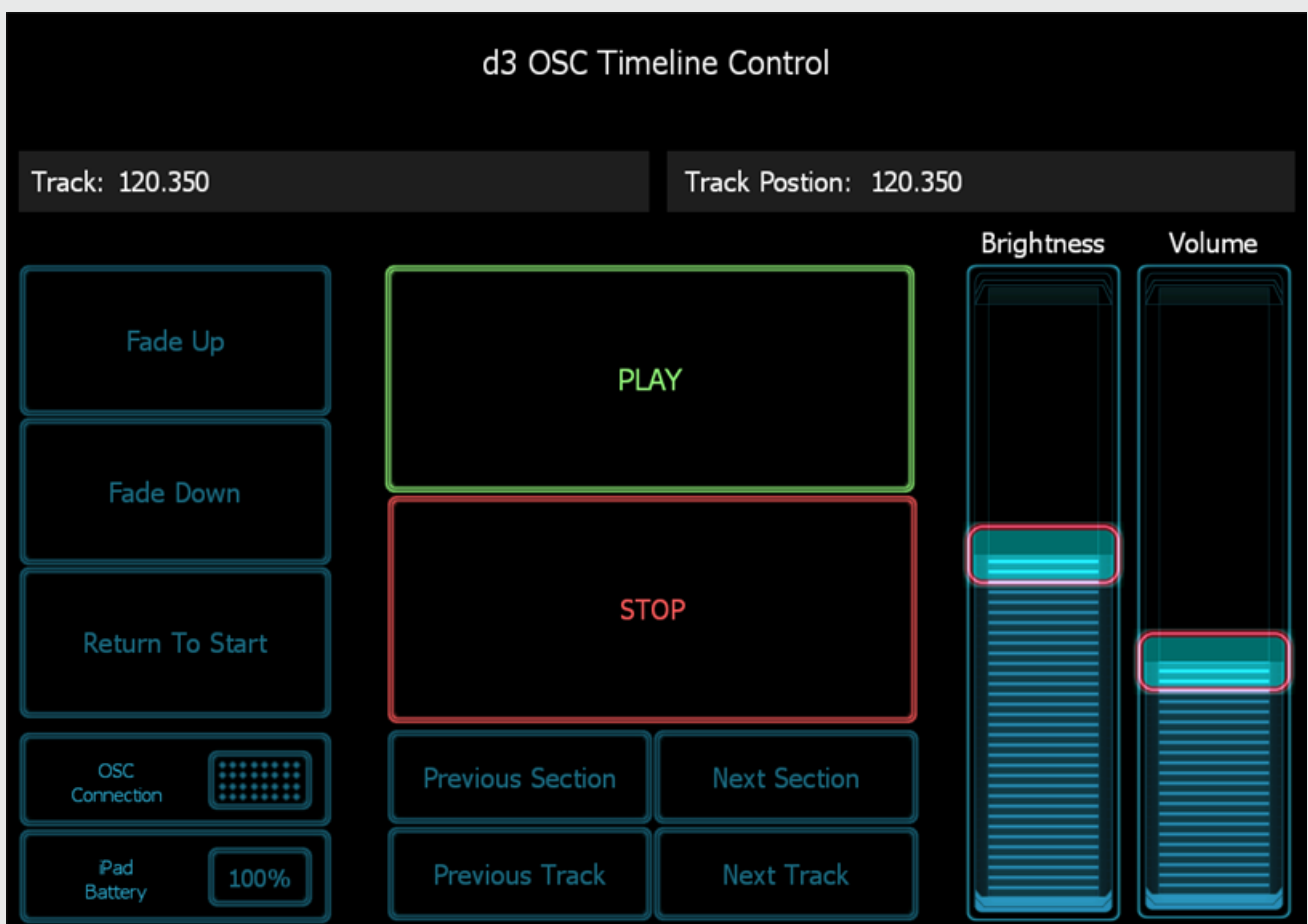 d3 OSC Timeline Control
Track: 120.350
Track Postion: 120.350
Brightness
Volume
Fade Up
PLAY
Fade Down
STOP
Return To Start
OSC
Connection
Previous Section
Next Section
iPad
Battery
100%
Previous Track
Next Track